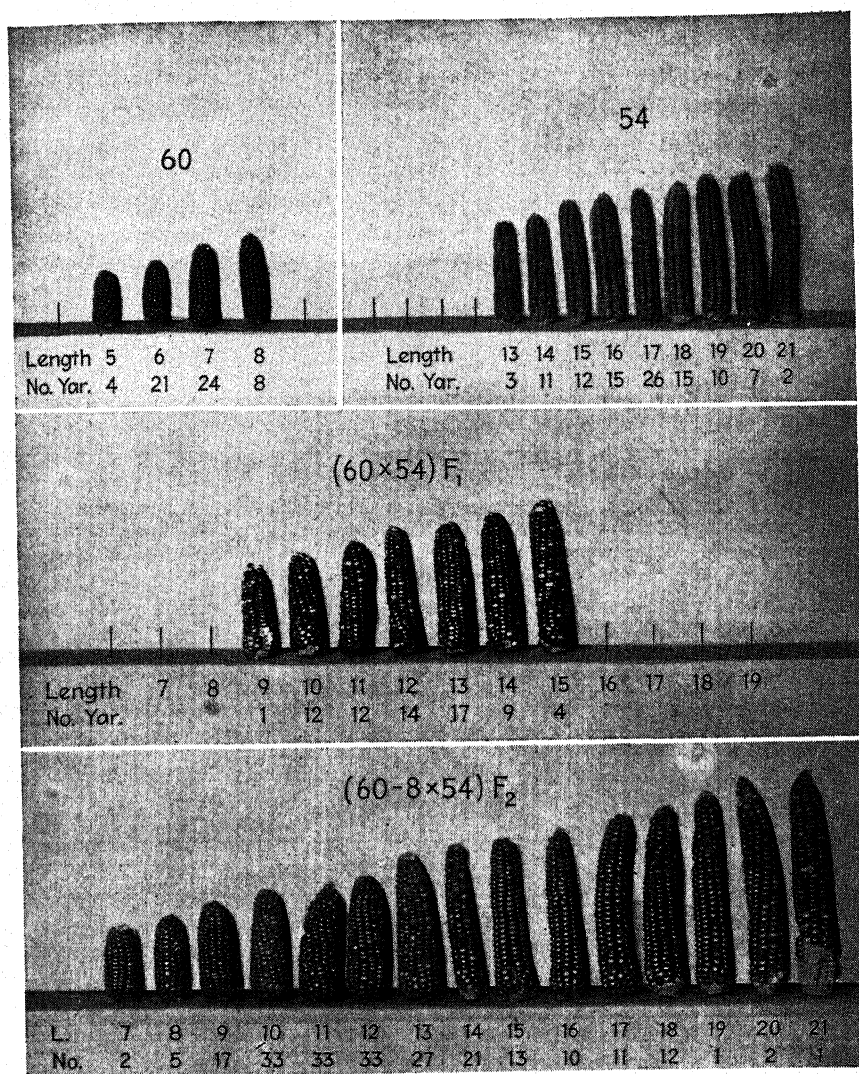 60
Length 5 6 7 8
No. Yar. 4 21 24 8
54
Length 13 14 15 16 17 18 19 20 21
No. Yar. 3 11 12 15 26 15 10 7 2
(60×54) F₁
Length 7 8 9 10 11 12 13 14 15 16 17 18 19
No. Yar. 1 12 12 14 17 9 4
(60-8×54) F₂
L. 7 8 9 10 11 12 13 14 15 16 17 18 19 20 21
No. 2 5 17 33 33 33 27 21 13 10 11 12 1 2 1